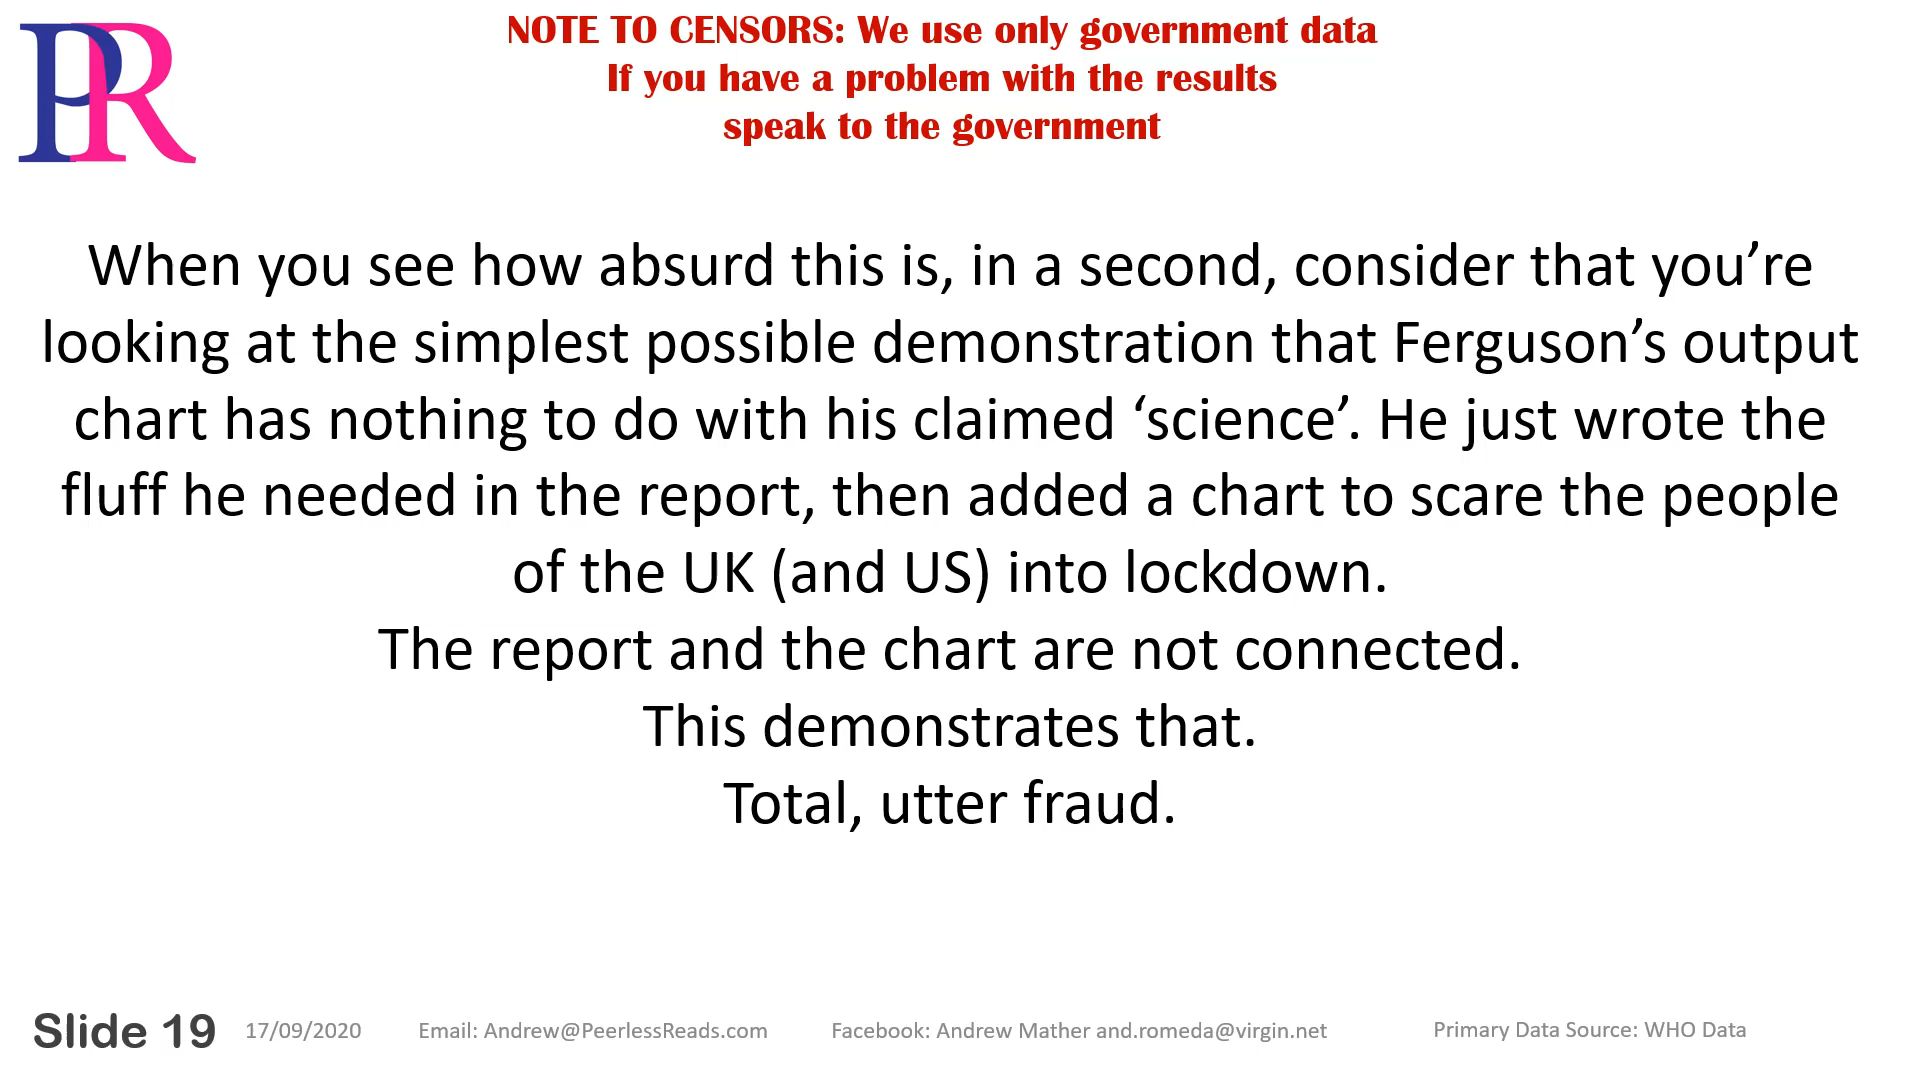 PR
NOTE TO CENSORS: We use only government data
If you have a problem with the results
speak to the government
When you see how absurd this is, in a second, consider that you’re
looking at the simplest possible demonstration that Ferguson’s output
chart has nothing to do with his claimed ‘science’. He just wrote the
fluff he needed in the report, then added a chart to scare the people
of the UK (and US) into lockdown.
The report and the chart are not connected.
This demonstrates that.
Total, utter fraud.
Slide 19 17/09/2020 Email: Andrew@PeerlessReads.com Facebook: Andrew Mather and.romeda@virgin.net Primary Data Source: WHO Data